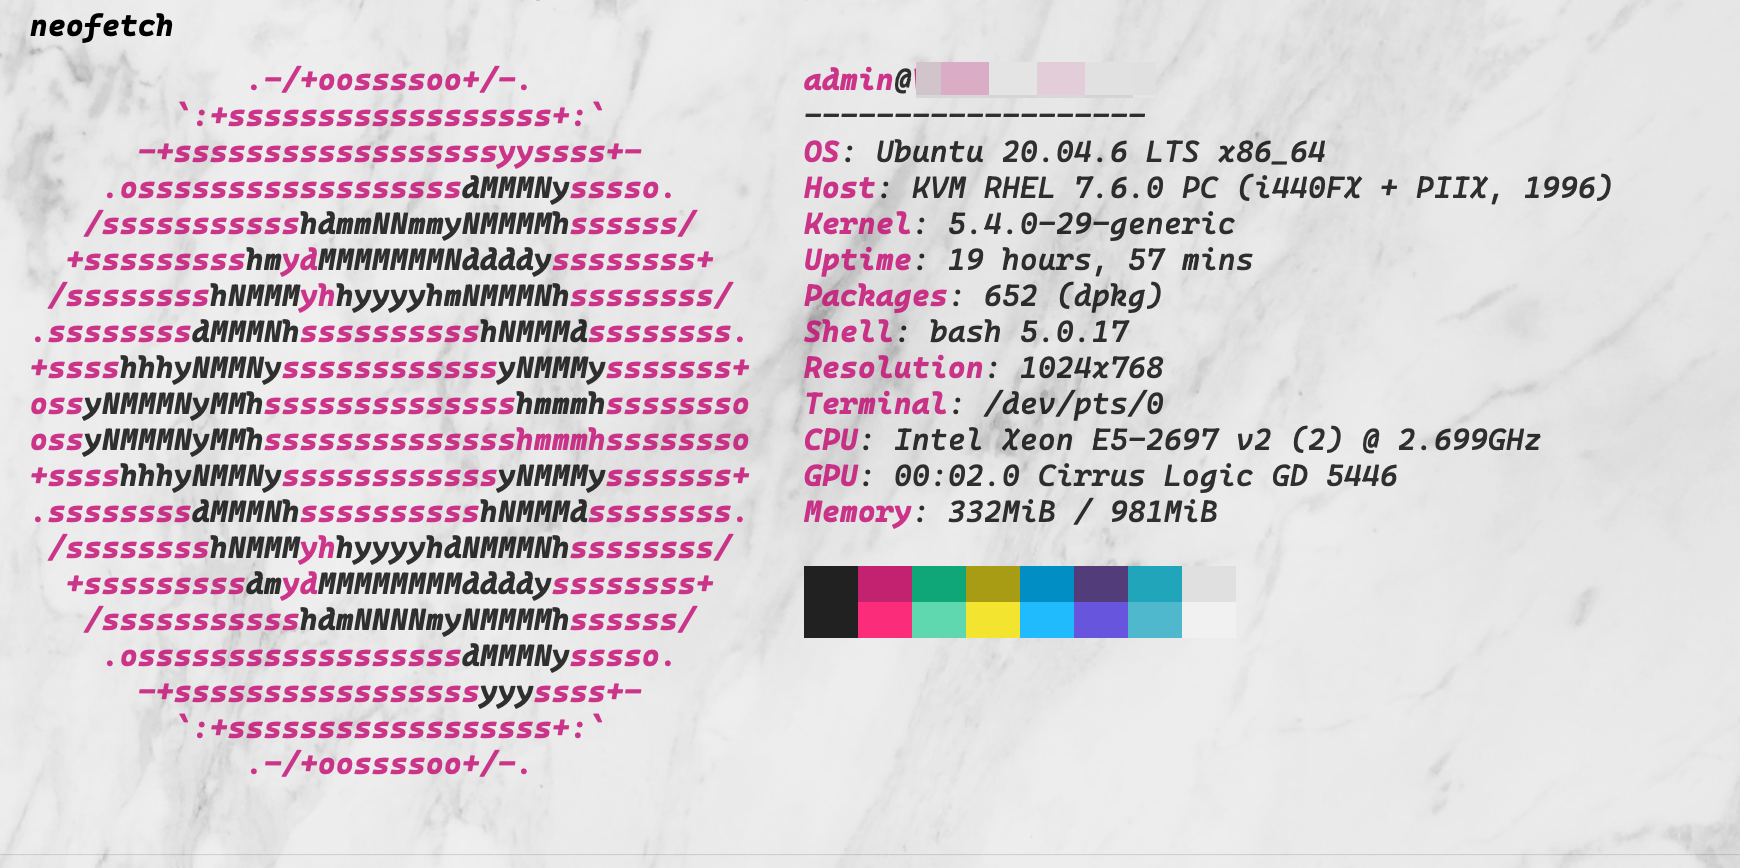 neofetch
.-/+oossssoo+/-.
`:+ssssssssssssssssss+:`
-+ssssssssssssssssssyyssss+-
.ossssssssssssssssssdMMMNysssso.
/ssssssssssshdmmNNmmyNMMMMhssssss/
+ssssssssshmydMMMMMMMNddddyssssssss+
/sssssssshNMMMyhhyyyyhmNMMMNhssssssss/
.ssssssssdMMMNhsssssssssshNMMMdssssssss.
+sssshhhyNMMNyssssssssssssyNMMMysssssss+
ossyNMMMNyMMhsssssssssssssshmmmhssssssso
ossyNMMMNyMMhsssssssssssssshmmmhssssssso
+sssshhhyNMMNyssssssssssssyNMMMysssssss+
.ssssssssdMMMNhsssssssssshNMMMdssssssss.
/sssssssshNMMMyhhyyyyhdNMMMNhssssssss/
+sssssssssdmydMMMMMMMMddddyssssssss+
/ssssssssssshdmNNNNmyNMMMMhssssss/
.ossssssssssssssssssdMMMNysssso.
-+sssssssssssssssssyyyssss+-
`:+ssssssssssssssssss+:`
.-/+oossssoo+/-.
admin@
-------------------
OS: Ubuntu 20.04.6 LTS x86_64
Host: KVM RHEL 7.6.0 PC (i440FX + PIIX, 1996)
Kernel: 5.4.0-29-generic
Uptime: 19 hours, 57 mins
Packages: 652 (dpkg)
Shell: bash 5.0.17
Resolution: 1024x768
Terminal: /dev/pts/0
CPU: Intel Xeon E5-2697 v2 (2) @ 2.699GHz
GPU: 00:02.0 Cirrus Logic GD 5446
Memory: 332MiB / 981MiB